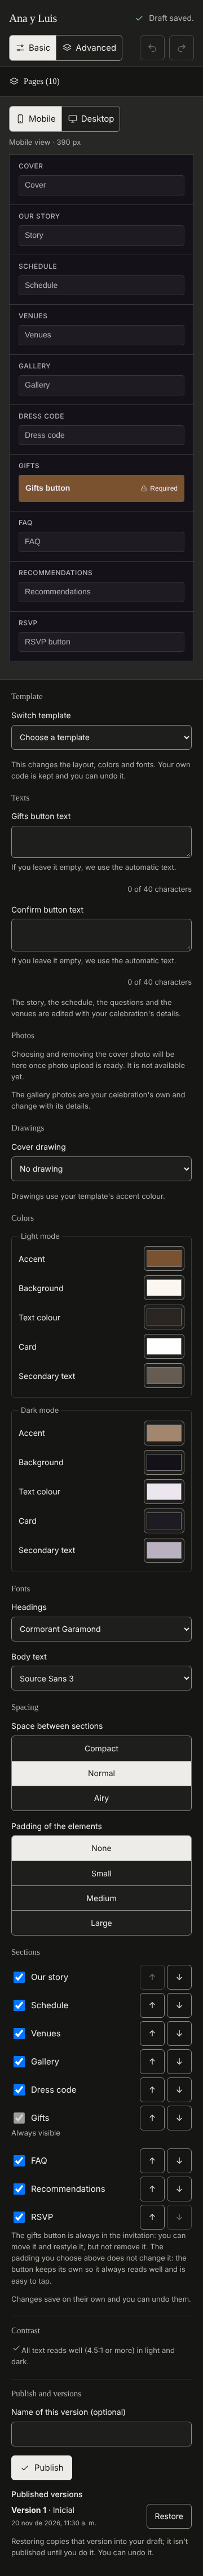 Ana y Luis
Draft saved.
Basic
Advanced
Pages (10)
Mobile
Desktop
Mobile view · 390 px
COVER
Cover
OUR STORY
Story
SCHEDULE
Schedule
VENUES
Venues
GALLERY
Gallery
DRESS CODE
Dress code
GIFTS
Gifts button
Required
FAQ
FAQ
RECOMMENDATIONS
Recommendations
RSVP
RSVP button
Template
Switch template
Choose a template
This changes the layout, colors and fonts. Your own
code is kept and you can undo it.
Texts
Gifts button text
If you leave it empty, we use the automatic text.
0 of 40 characters
Confirm button text
If you leave it empty, we use the automatic text.
0 of 40 characters
The story, the schedule, the questions and the
venues are edited with your celebration's details.
Photos
Choosing and removing the cover photo will be
here once photo upload is ready. It is not available
yet.
The gallery photos are your celebration's own and
change with its details.
Drawings
Cover drawing
No drawing
Drawings use your template's accent colour.
Colors
Light mode
Accent
Background
Text colour
Card
Secondary text
Dark mode
Accent
Background
Text colour
Card
Secondary text
Fonts
Headings
Cormorant Garamond
Body text
Source Sans 3
Spacing
Space between sections
Compact
Normal
Airy
Padding of the elements
None
Small
Medium
Large
Sections
Our story
Schedule
Venues
Gallery
Dress code
Gifts
Always visible
FAQ
Recommendations
RSVP
The gifts button is always in the invitation: you can
move it and restyle it, but not remove it. The
padding you choose above does not change it: the
button keeps its own so it always reads well and is
easy to tap.
Changes save on their own and you can undo them.
Contrast
All text reads well (4.5:1 or more) in light and
dark.
Publish and versions
Name of this version (optional)
Publish
Published versions
Version 1 · Inicial
20 nov de 2026, 11:30 a. m.
Restore
Restoring copies that version into your draft; it isn't
published until you do it. You can undo it.